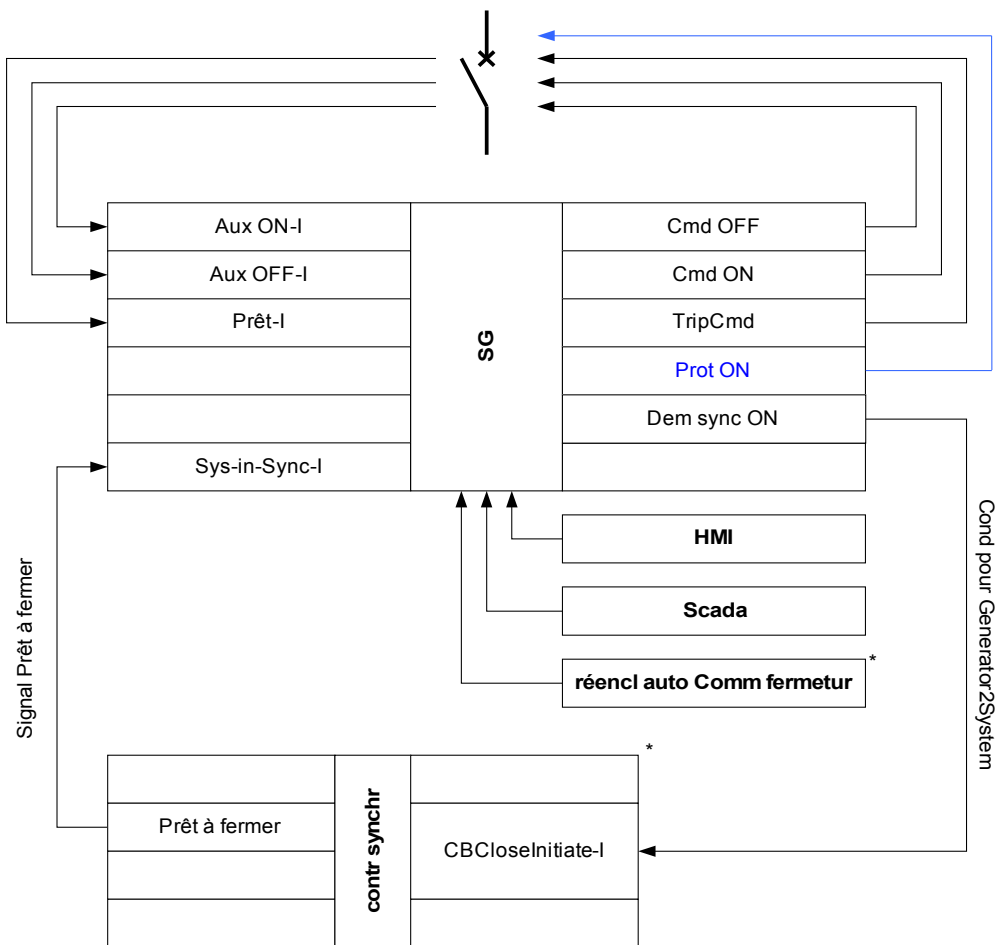 Aux ON-I
Cmd OFF
Aux OFF-I
Cmd ON
Prêt-I
SG
TripCmd
Prot ON
Dem sync ON
Sys-in-Sync-I
HMI
Scada
réencl auto Comm fermetur
*
Signal Prêt à fermer
Cond pour Generator2System
*
Prêt à fermer
contr synchr
CBCloseInitiate-I